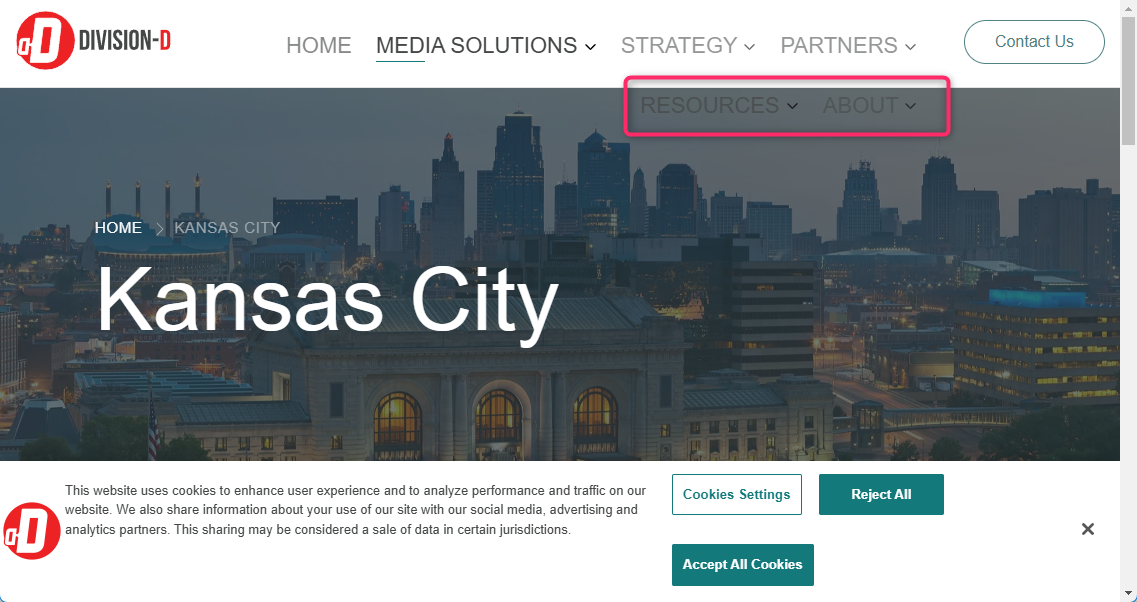 DIVISION-D
HOME MEDIA SOLUTIONS STRATEGY PARTNERS Contact Us
RESOURCES ABOUT
HOME > KANSAS CITY
Kansas City
This website uses cookies to enhance user experience and to analyze performance and traffic on our
website. We also share information about your use of our site with our social media, advertising and
analytics partners. This sharing may be considered a sale of data in certain jurisdictions.
Cookies Settings Reject All
Accept All Cookies